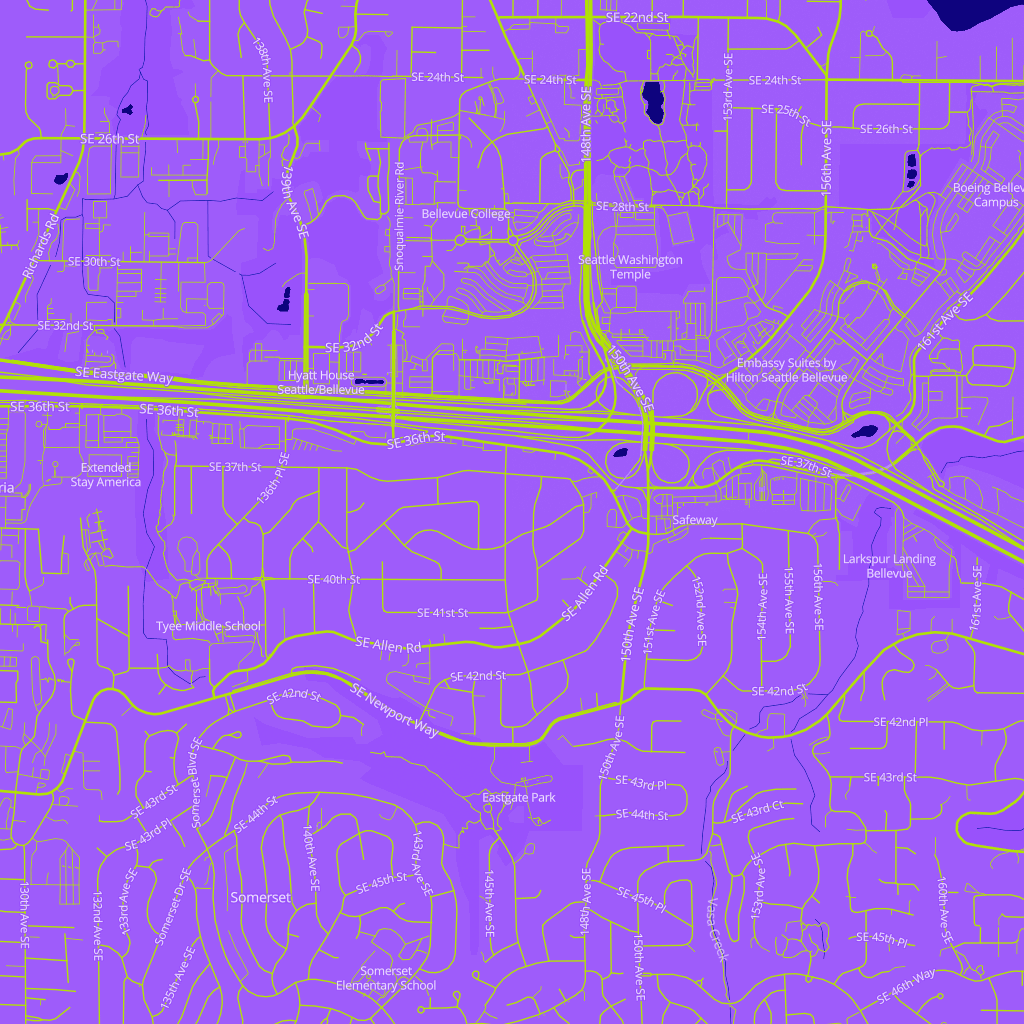 SE 22nd St
138th Ave SE
SE 24th St
SE 24th St
153rd Ave SE
SE 24th St
148th Ave SE
SE 25th St
SE 26th St
156th Ave SE
SE 26th St
139th Ave SE
Snoqualmie River Rd
Boeing Bellev
Campus
Richards Rd
Bellevue College
SE 28th St
SE 30th St
Seattle Washington
Temple
SE 32nd St
SE 32nd St
161st Ave SE
150th Ave SE
SE Eastgate Way
Hyatt House
Seattle/Bellevue
Embassy Suites by
Hilton Seattle Bellevue
SE 36th St
SE 36th St
SE 36th St
Extended
Stay America
SE 37th St
136th Pl SE
SE 37th St
ria
Safeway
Larkspur Landing
Bellevue
SE 40th St
SE Allen Rd
150th Ave SE
151st Ave SE
152nd Ave SE
154th Ave SE
155th Ave SE
156th Ave SE
161st Ave SE
SE 41st St
Tyee Middle School
SE Allen Rd
SE 42nd St
SE 42nd St
SE Newport Way
SE 42nd St
SE 42nd Pl
150th Ave SE
SE 43rd St
Somerset Blvd SE
SE 43rd Pl
SE 43rd St
Eastgate Park
SE 44th St
SE 44th St
SE 43rd Ct
SE 43rd Pl
140th Ave SE
143rd Ave SE
SE 45th St
130th Ave SE
132nd Ave SE
133rd Ave SE
Somerset Dr SE
Somerset
145th Ave SE
148th Ave SE
SE 45th Pl
153rd Ave SE
160th Ave SE
Vasa Creek
SE 45th Pl
135th Ave SE
Somerset
Elementary School
150th Ave SE
SE 46th Way